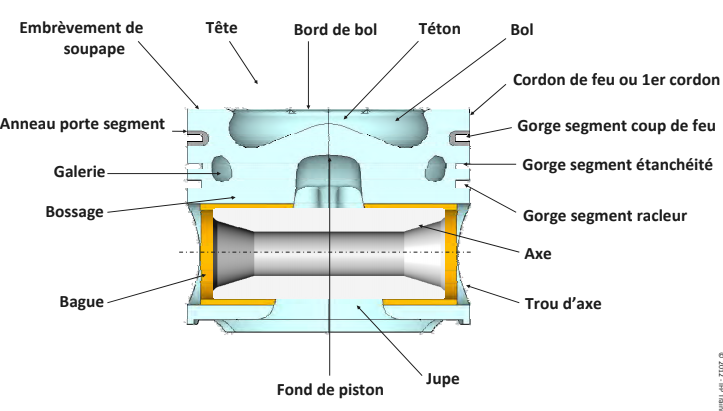 Embrèvement de
soupape
Tête
Bord de bol
Téton
Bol
Cordon de feu ou 1er cordon
Anneau porte segment
Gorge segment coup de feu
Galerie
Gorge segment étanchéité
Bossage
Gorge segment racleur
Axe
Bague
Trou d'axe
Jupe
Fond de piston